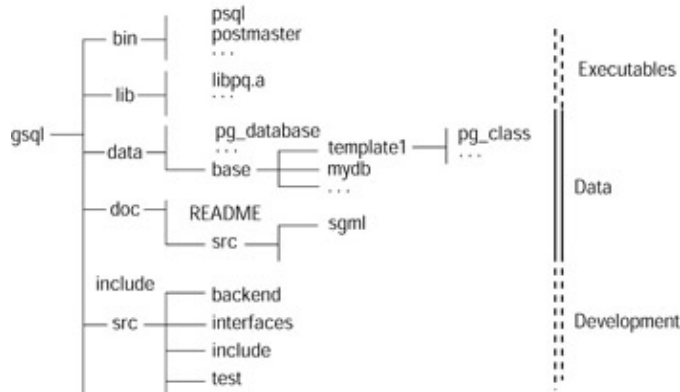 psql
bin
postmaster
. . .
Executables
lib
libpq.a
. . .
gsql
pg_database
. . .
data
template1
pg_class
. . .
base
mydb
. . .
Data
doc
README
sgml
src
include
backend
src
interfaces
Development
include
test